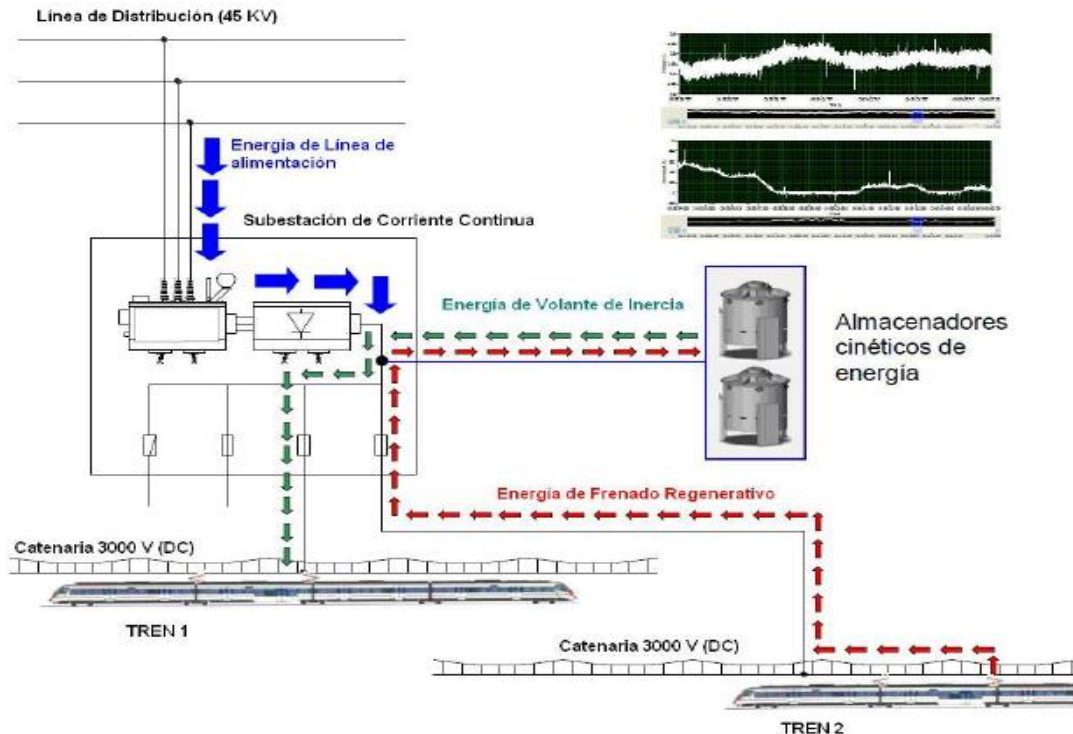 Línea de Distribución (45 KV)
Energía de Línea de
alimentación
Subestación de Corriente Continua
Energía de Volante de Inercia
Almacenadores
cinéticos de
energía
Energía de Frenado Regenerativo
Catenaria 3000 V (DC)
TREN 1
Catenaria 3000 V (DC)
TREN 2